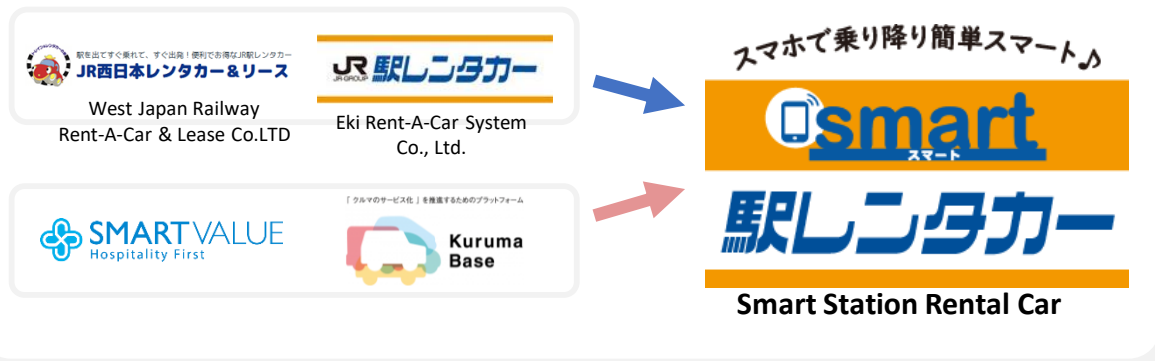 駅を出てすぐ乗れて、すぐ出発！便利でお得なJR駅レンタカー
JR西日本レンタカー＆リース
West Japan Railway
Rent-A-Car & Lease Co.LTD
JR 駅レンタカー
JR-GROUP
Eki Rent-A-Car System
Co., Ltd.
SMARTVALUE
Hospitality First
「クルマのサービス化」を推進するためのプラットフォーム
Kuruma
Base
スマホで乗り降り簡単スマート♪
smart
スマート
駅レンタカー
Smart Station Rental Car